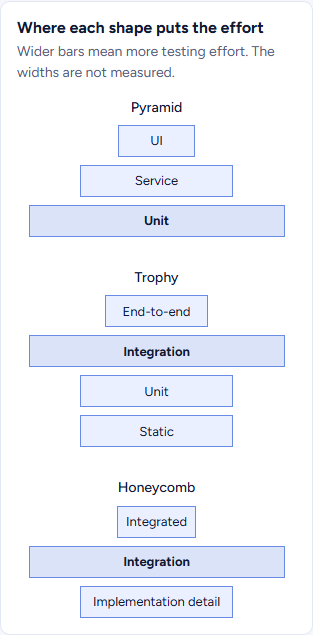 Where each shape puts the effort
Wider bars mean more testing effort. The
widths are not measured.
Pyramid
UI
Service
Unit
Trophy
End-to-end
Integration
Unit
Static
Honeycomb
Integrated
Integration
Implementation detail